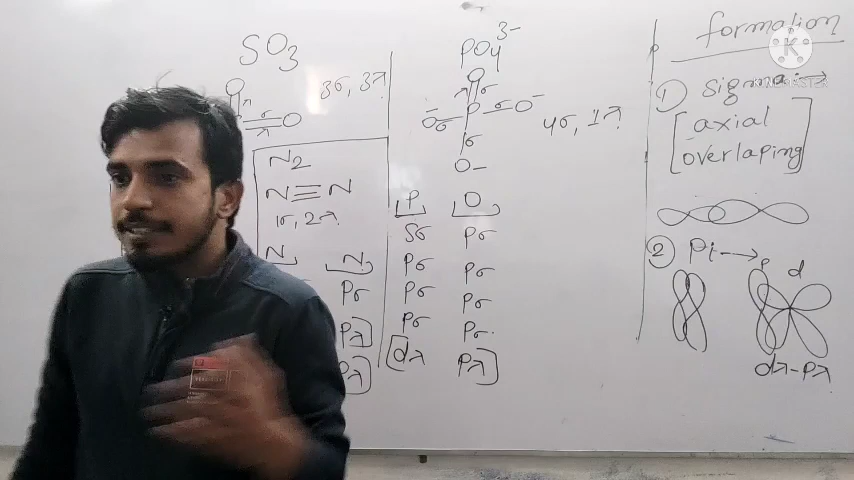 SO3
O
π
σ
π
O
3σ, 3π
N2
N≡N
1σ, 2π
N N
pσ
pπ]
pπ]
PO4 3-
O
π σ
-O σ P σ O-
σ
O-
4σ, 1π
P O
sσ pσ
pσ pσ
pσ pσ
pσ pσ
[dπ pπ]
formation
1) sigma →
[axial
overlaping]
2 Pi →
p d
dπ-pπ
K
KINEMASTER